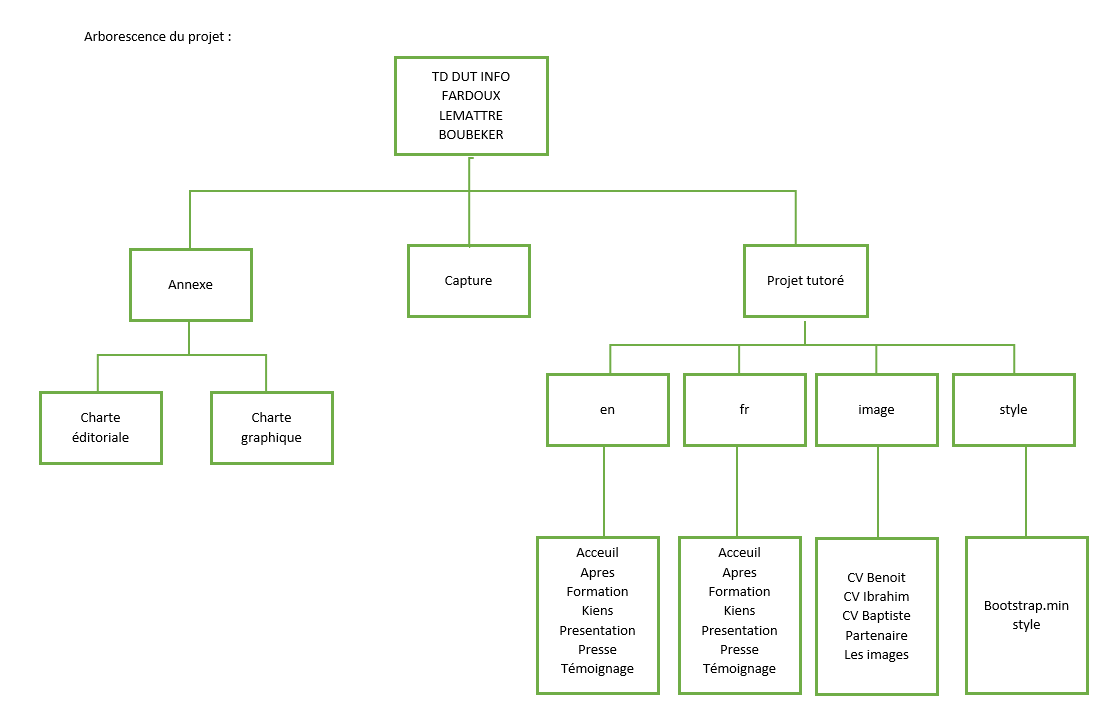 Arborescence du projet :
TD DUT INFO
FARDOUX
LEMATTRE
BOUBEKER
Annexe
Capture
Projet tutoré
Charte
éditoriale
Charte
graphique
en
fr
image
style
Acceuil
Apres
Formation
Kiens
Presentation
Presse
Témoignage
Acceuil
Apres
Formation
Kiens
Presentation
Presse
Témoignage
CV Benoit
CV Ibrahim
CV Baptiste
Partenaire
Les images
Bootstrap.min
style